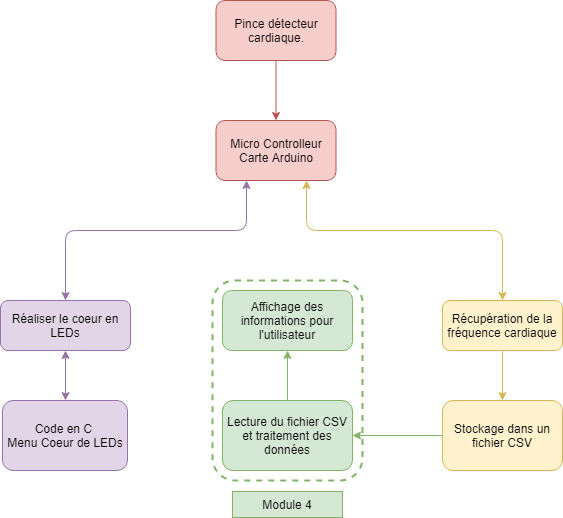 Pince détecteur
cardiaque.
Micro Controlleur
Carte Arduino
Réaliser le coeur en
LEDs
Affichage des
informations pour
l'utilisateur
Récupération de la
fréquence cardiaque
Code en C
Menu Coeur de LEDs
Lecture du fichier CSV
et traitement des
données
Stockage dans un
fichier CSV
Module 4